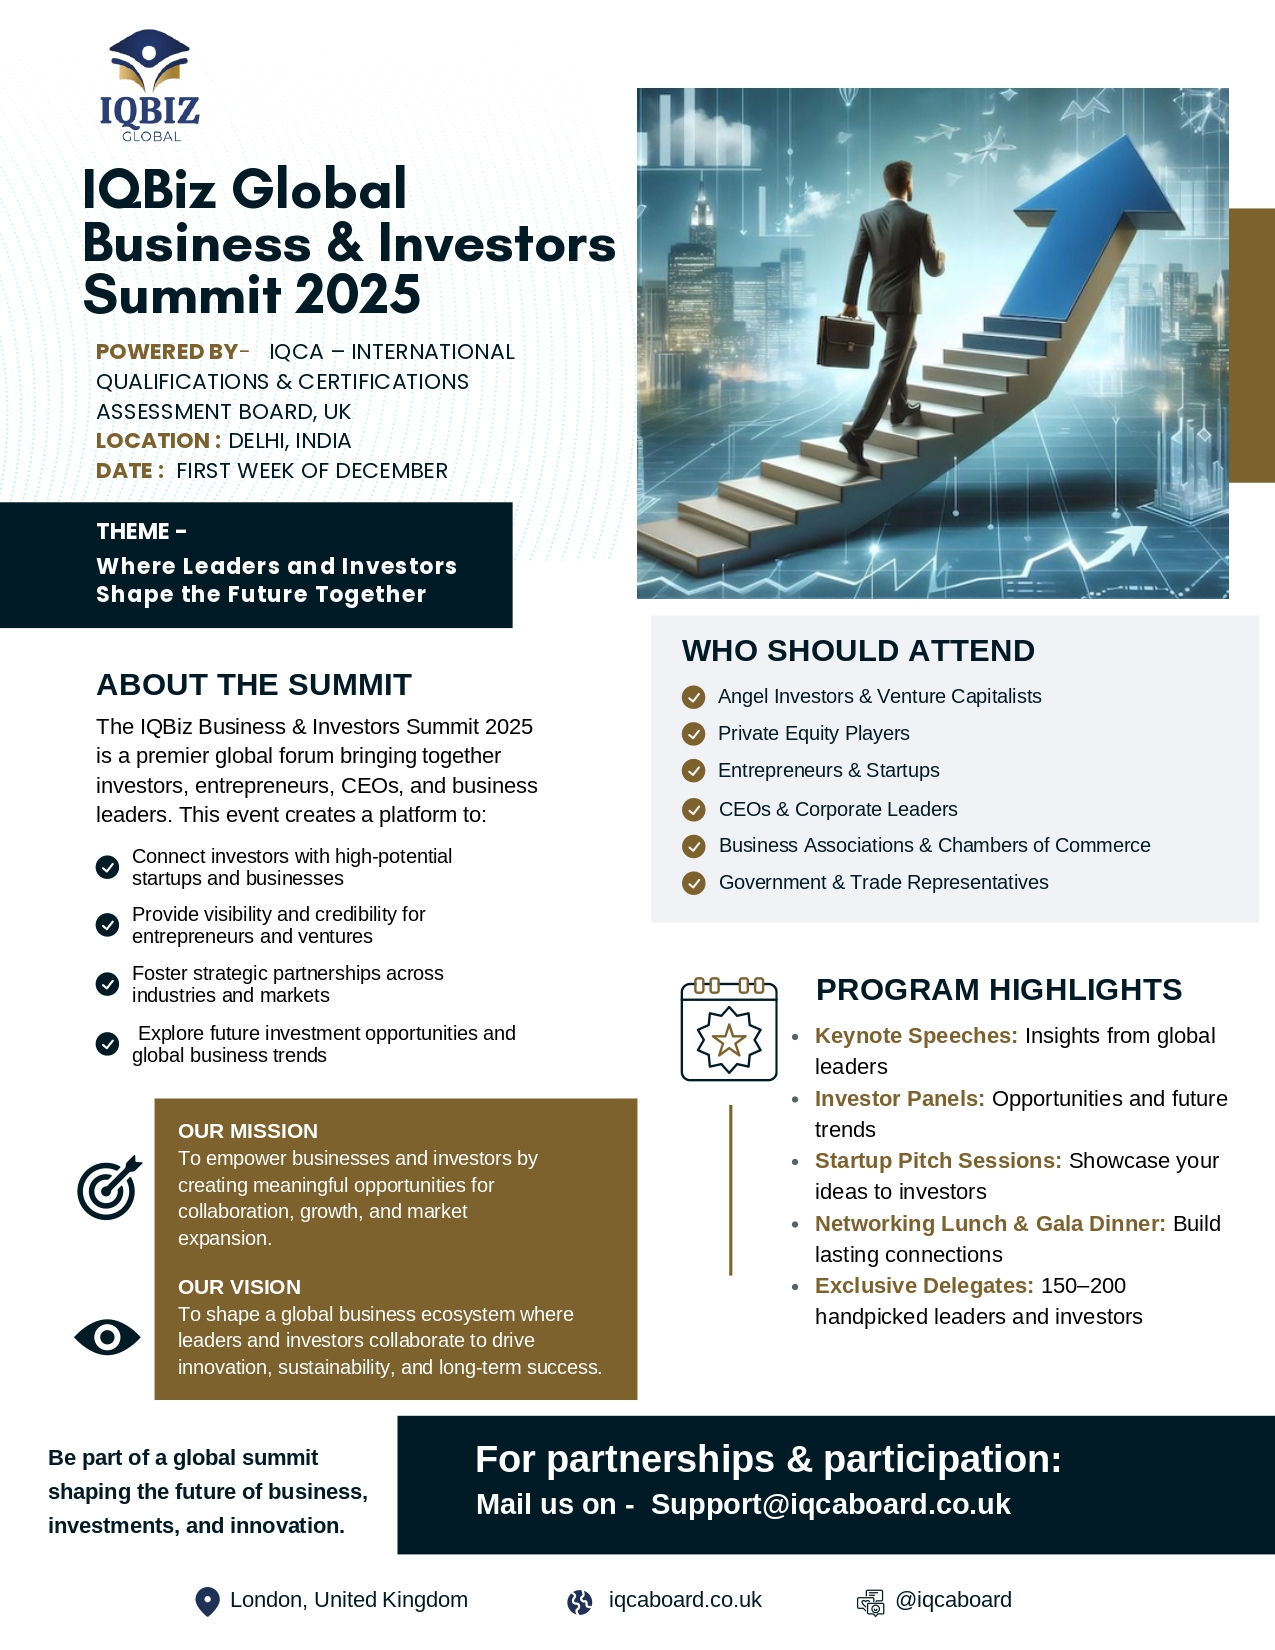 IQBIZ
GLOBAL
IQBiz Global
Business & Investors
Summit 2025
POWERED BY- IQCA – INTERNATIONAL
QUALIFICATIONS & CERTIFICATIONS
ASSESSMENT BOARD, UK
LOCATION : DELHI, INDIA
DATE : FIRST WEEK OF DECEMBER
THEME -
Where Leaders and Investors
Shape the Future Together
ABOUT THE SUMMIT
The IQBiz Business & Investors Summit 2025
is a premier global forum bringing together
investors, entrepreneurs, CEOs, and business
leaders. This event creates a platform to:
Connect investors with high-potential
startups and businesses
Provide visibility and credibility for
entrepreneurs and ventures
Foster strategic partnerships across
industries and markets
Explore future investment opportunities and
global business trends
OUR MISSION
To empower businesses and investors by
creating meaningful opportunities for
collaboration, growth, and market
expansion.
OUR VISION
To shape a global business ecosystem where
leaders and investors collaborate to drive
innovation, sustainability, and long-term success.
WHO SHOULD ATTEND
Angel Investors & Venture Capitalists
Private Equity Players
Entrepreneurs & Startups
CEOs & Corporate Leaders
Business Associations & Chambers of Commerce
Government & Trade Representatives
PROGRAM HIGHLIGHTS
• Keynote Speeches: Insights from global
leaders
• Investor Panels: Opportunities and future
trends
• Startup Pitch Sessions: Showcase your
ideas to investors
• Networking Lunch & Gala Dinner: Build
lasting connections
• Exclusive Delegates: 150–200
handpicked leaders and investors
Be part of a global summit
shaping the future of business,
investments, and innovation.
For partnerships & participation:
Mail us on - Support@iqcaboard.co.uk
London, United Kingdom
iqcaboard.co.uk
@iqcaboard